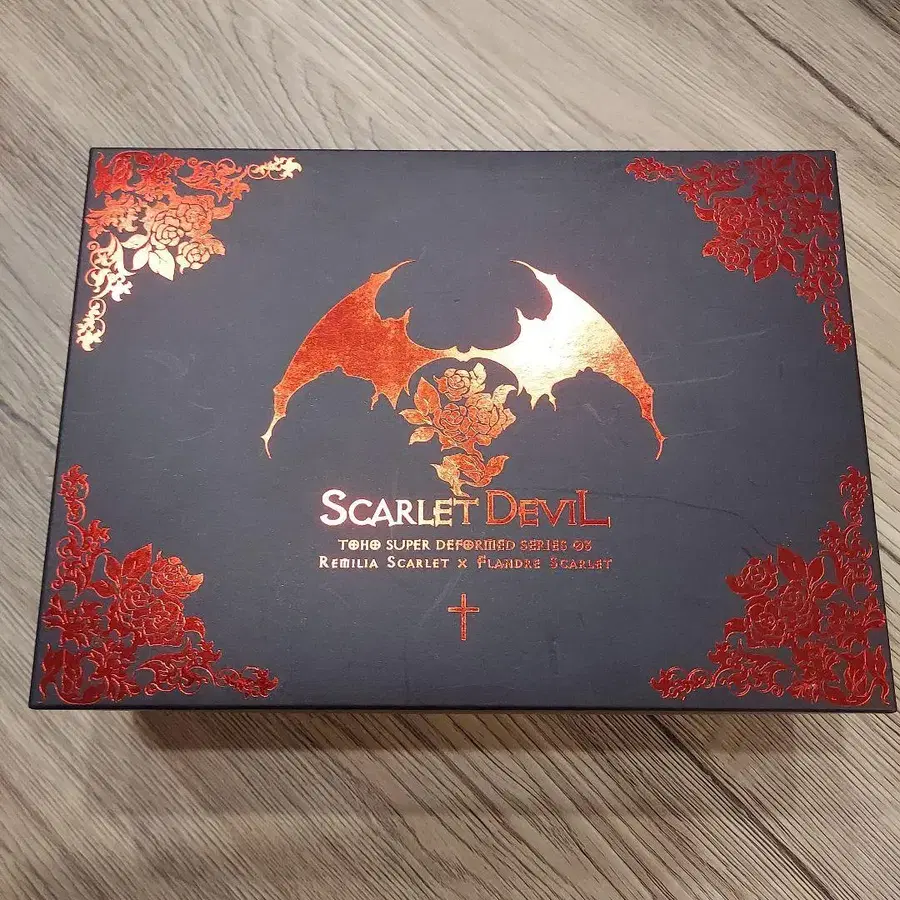 SCARLET DEVIL
TOHO SUPER DEFORMED SERIES 03
REMILIA SCARLET X FLANDRE SCARLET